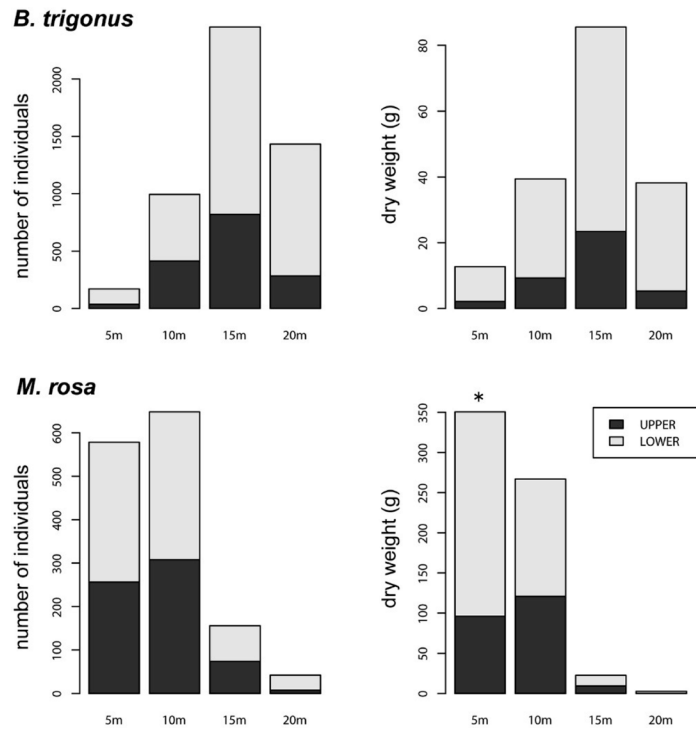 B. trigonus
number of individuals
0
500
1000
1500
2000
5m
10m
15m
20m
dry weight (g)
0
20
40
60
80
5m
10m
15m
20m
M. rosa
number of individuals
0
100
200
300
400
500
600
5m
10m
15m
20m
dry weight (g)
0
50
100
150
200
250
300
350
*
5m
10m
15m
20m
UPPER
LOWER